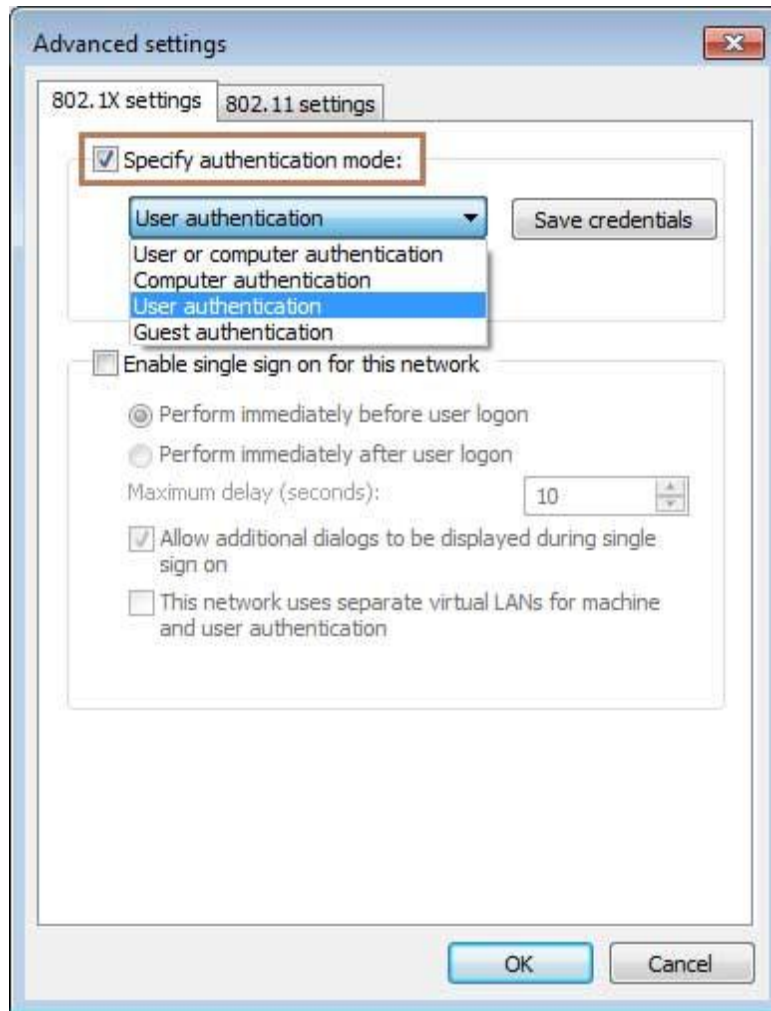 Advanced settings
802.1X settings
802.11 settings
Specify authentication mode:
User authentication
Save credentials
User or computer authentication
Computer authentication
User authentication
Guest authentication
Enable single sign on for this network
Perform immediately before user logon
Perform immediately after user logon
Maximum delay (seconds):
10
Allow additional dialogs to be displayed during single
sign on
This network uses separate virtual LANs for machine
and user authentication
OK
Cancel